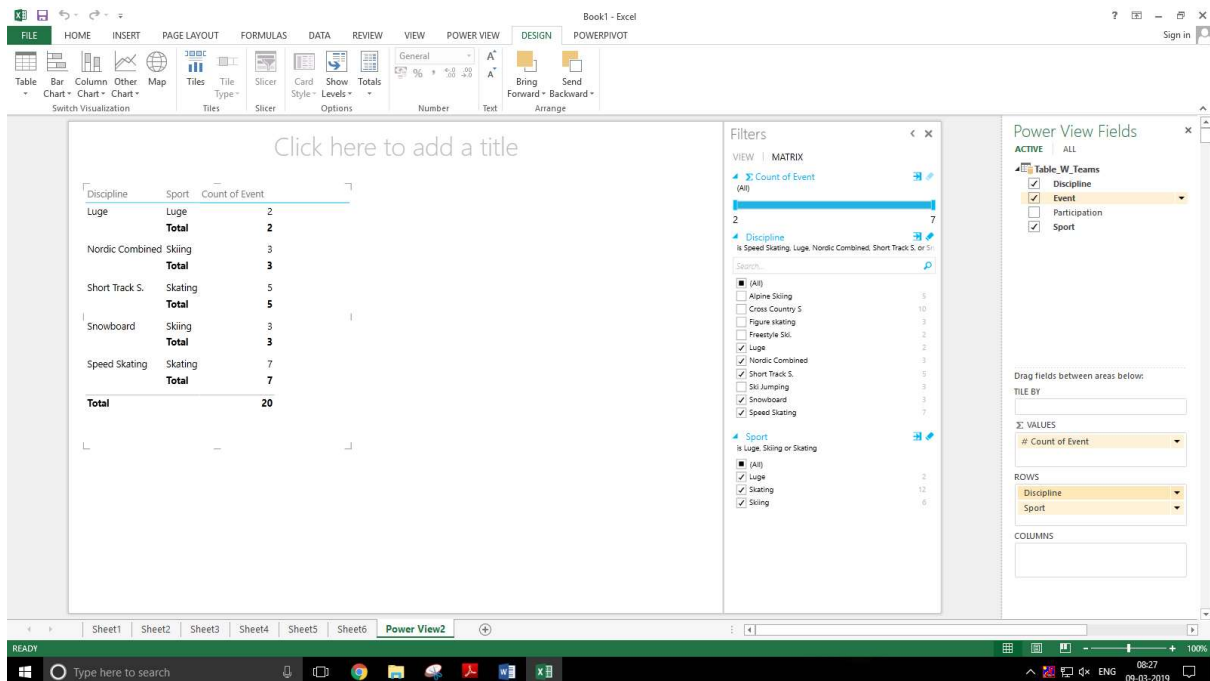 Book1 - Excel
Sign in
FILE HOME INSERT PAGE LAYOUT FORMULAS DATA REVIEW VIEW POWER VIEW DESIGN POWERPIVOT
Table Bar Chart Column Chart Other Chart Map
Switch Visualization
Tiles Tile Type
Tiles
Slicer
Slicer
Card Style Show Levels Totals
Options
General
% ,
Number
A A
Text
Bring Forward Send Backward
Arrange
Click here to add a title
Discipline Sport Count of Event
Luge Luge 2
Total 2
Nordic Combined Skiing 3
Total 3
Short Track S. Skating 5
Total 5
Snowboard Skiing 3
Total 3
Speed Skating Skating 7
Total 7
Total 20
Filters
VIEW MATRIX
Σ Count of Event
(All)
2 7
Discipline
is Speed Skating, Luge, Nordic Combined, Short Track S. or
Search...
(All)
Alpine Skiing 5
Cross Country S 10
Figure skating 3
Freestyle Ski. 2
Luge 2
Nordic Combined 3
Short Track S. 5
Ski Jumping 3
Snowboard 3
Speed Skating 7
Sport
is Luge, Skiing or Skating
(All)
Luge 2
Skating 12
Skiing 6
Power View Fields
ACTIVE ALL
Table_W_Teams
Discipline
Event
Participation
Sport
Drag fields between areas below:
TILE BY
Σ VALUES
# Count of Event
ROWS
Discipline
Sport
COLUMNS
Sheet1 Sheet2 Sheet3 Sheet4 Sheet5 Sheet6 Power View2
READY
100%
Type here to search
ENG
08:27
09-03-2019